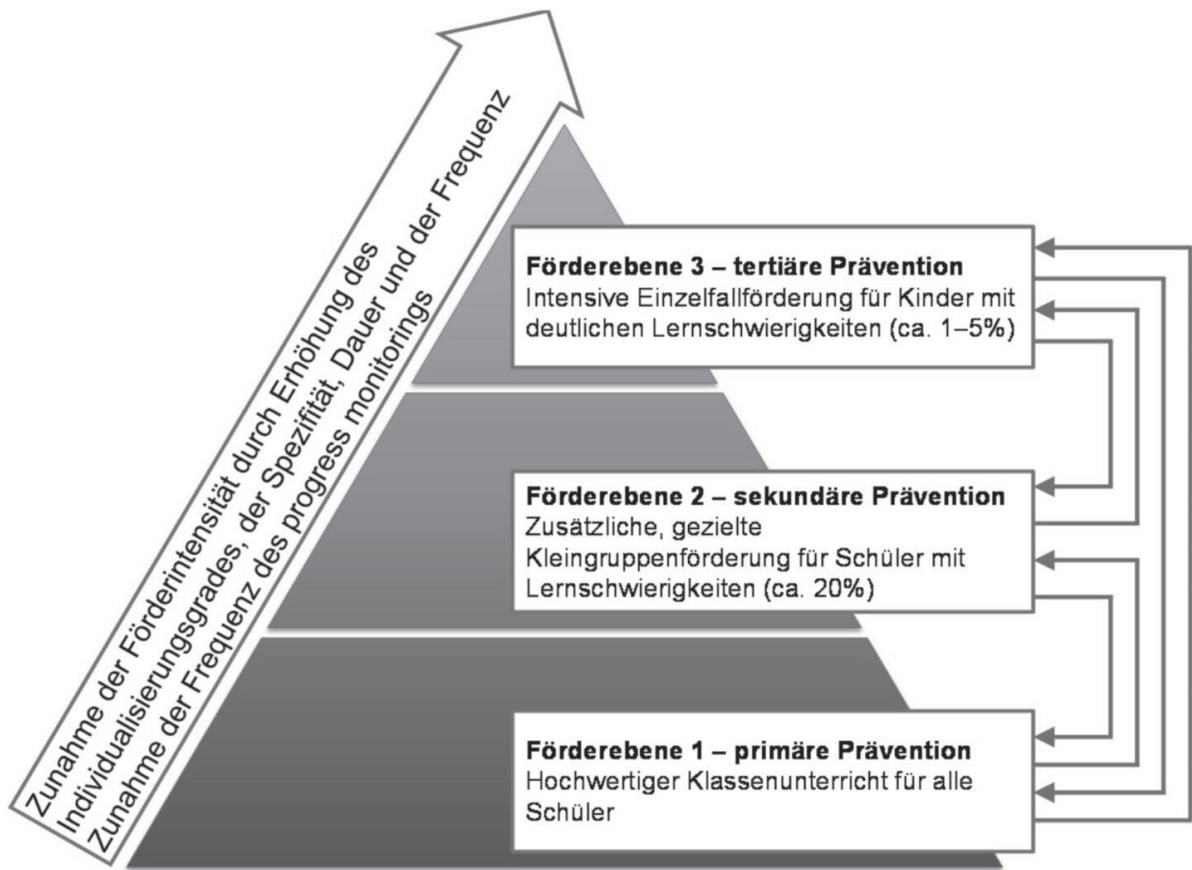 Zunahme der Förderintensität durch Erhöhung des
Individualisierungsgrades, der Spezifität, Dauer und der Frequenz
Zunahme der Frequenz des progress monitorings
Förderebene 3 – tertiäre Prävention
Intensive Einzelfallförderung für Kinder mit
deutlichen Lernschwierigkeiten (ca. 1–5%)
Förderebene 2 – sekundäre Prävention
Zusätzliche, gezielte
Kleingruppenförderung für Schüler mit
Lernschwierigkeiten (ca. 20%)
Förderebene 1 – primäre Prävention
Hochwertiger Klassenunterricht für alle
Schüler